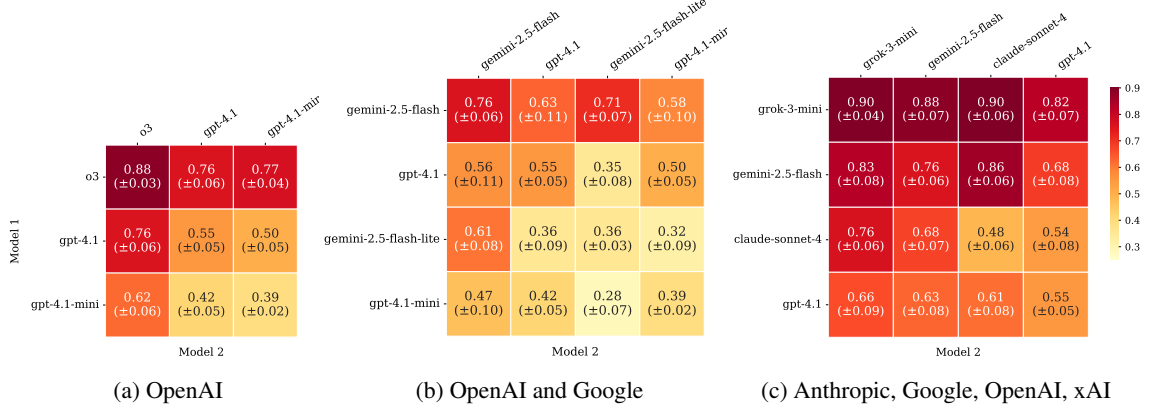 o3
gpt-4.1
gpt-4.1-mir
Model 1
o3
0.88 0.76 0.77
(±0.03) (±0.06) (±0.04)
gpt-4.1
0.76 0.55 0.50
(±0.06) (±0.05) (±0.05)
gpt-4.1-mini
0.62 0.42 0.39
(±0.06) (±0.05) (±0.02)
Model 2
(a) OpenAI
gemini-2.5-flash
gpt-4.1
gemini-2.5-flash-lite
gpt-4.1-mir
gemini-2.5-flash
0.76 0.63 0.71 0.58
(±0.06) (±0.11) (±0.07) (±0.10)
gpt-4.1
0.56 0.55 0.35 0.50
(±0.11) (±0.05) (±0.08) (±0.05)
gemini-2.5-flash-lite
0.61 0.36 0.36 0.32
(±0.08) (±0.09) (±0.03) (±0.09)
gpt-4.1-mini
0.47 0.42 0.28 0.39
(±0.10) (±0.05) (±0.07) (±0.02)
Model 2
(b) OpenAI and Google
grok-3-mini
gemini-2.5-flash
claude-sonnet-4
gpt-4.1
grok-3-mini
0.90 0.88 0.90 0.82
(±0.04) (±0.07) (±0.06) (±0.07)
gemini-2.5-flash
0.83 0.76 0.86 0.68
(±0.08) (±0.06) (±0.06) (±0.08)
claude-sonnet-4
0.76 0.68 0.48 0.54
(±0.06) (±0.07) (±0.06) (±0.08)
gpt-4.1
0.66 0.63 0.61 0.55
(±0.09) (±0.08) (±0.08) (±0.05)
Model 2
0.9
0.8
0.7
0.6
0.5
0.4
0.3
(c) Anthropic, Google, OpenAI, xAI